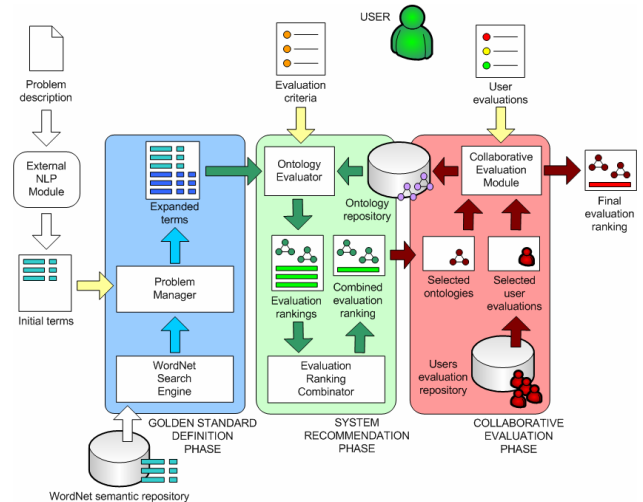 USER
Problem
description
Evaluation
criteria
User
evaluations
External
NLP
Module
Expanded
terms
Ontology
Evaluator
Ontology
repository
Collaborative
Evaluation
Module
Final
evaluation
ranking
Initial terms
Problem
Manager
Evaluation
rankings
Combined
evaluation
ranking
Selected
ontologies
Selected
user
evaluations
WordNet
Search
Engine
Evaluation
Ranking
Combinator
Users
evaluation
repository
GOLDEN STANDARD
DEFINITION
PHASE
SYSTEM
RECOMMENDATION
PHASE
COLLABORATIVE
EVALUATION
PHASE
WordNet semantic repository